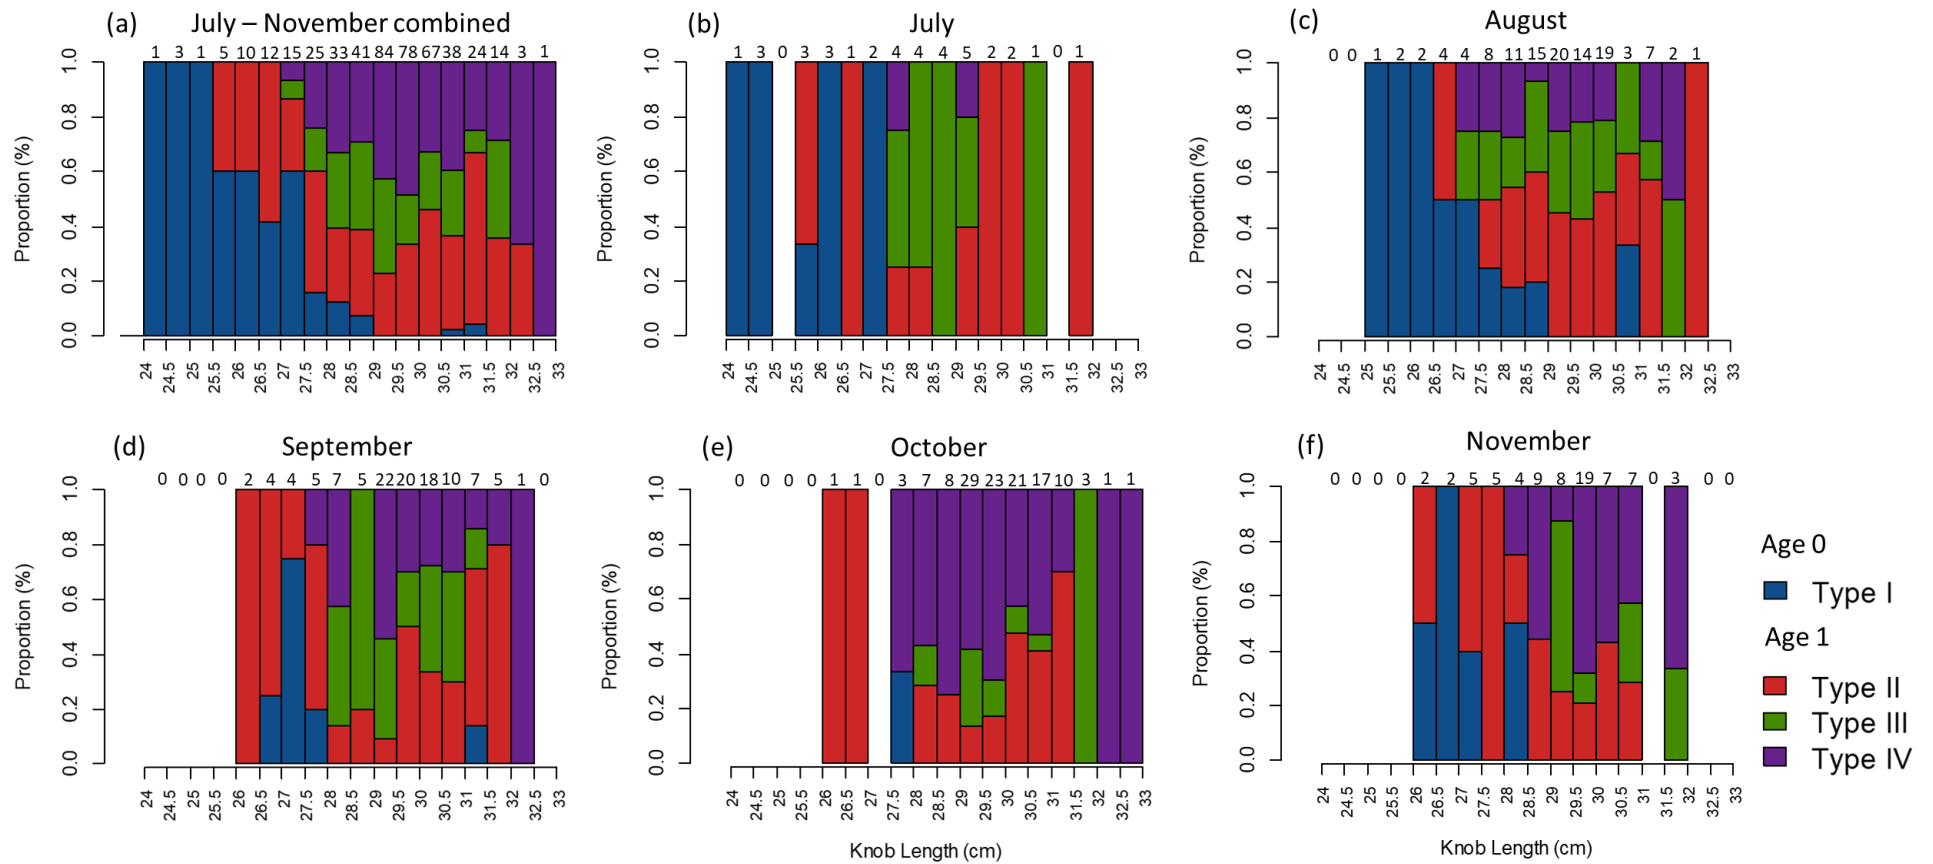 (a) July – November combined
1 3 1 5 10 12 15 25 33 41 84 78 67 38 24 14 3 1
Proportion (%)
1.0
0.8
0.6
0.4
0.2
0.0
24 24.5 25 25.5 26 26.5 27 27.5 28 28.5 29 29.5 30 30.5 31 31.5 32 32.5 33
(b) July
1 3 0 3 3 1 2 4 4 4 5 2 2 1 0 1
Proportion (%)
1.0
0.8
0.6
0.4
0.2
0.0
24 24.5 25 25.5 26 26.5 27 27.5 28 28.5 29 29.5 30 30.5 31 31.5 32 32.5 33
(c) August
0 0 1 2 2 4 4 8 11 15 20 14 19 3 7 2 1
Proportion (%)
1.0
0.8
0.6
0.4
0.2
0.0
24 24.5 25 25.5 26 26.5 27 27.5 28 28.5 29 29.5 30 30.5 31 31.5 32 32.5 33
(d) September
0 0 0 0 2 4 4 5 7 5 22 20 18 10 7 5 1 0
Proportion (%)
1.0
0.8
0.6
0.4
0.2
0.0
24 24.5 25 25.5 26 26.5 27 27.5 28 28.5 29 29.5 30 30.5 31 31.5 32 32.5 33
(e) October
0 0 0 0 1 1 0 3 7 8 29 23 21 17 10 3 1 1
Proportion (%)
1.0
0.8
0.6
0.4
0.2
0.0
24 24.5 25 25.5 26 26.5 27 27.5 28 28.5 29 29.5 30 30.5 31 31.5 32 32.5 33
Knob Length (cm)
(f) November
0 0 0 0 2 2 5 5 4 9 8 19 7 7 0 3 0 0
Proportion (%)
1.0
0.8
0.6
0.4
0.2
0.0
24 24.5 25 25.5 26 26.5 27 27.5 28 28.5 29 29.5 30 30.5 31 31.5 32 32.5 33
Knob Length (cm)
Age 0
Type I
Age 1
Type II
Type III
Type IV